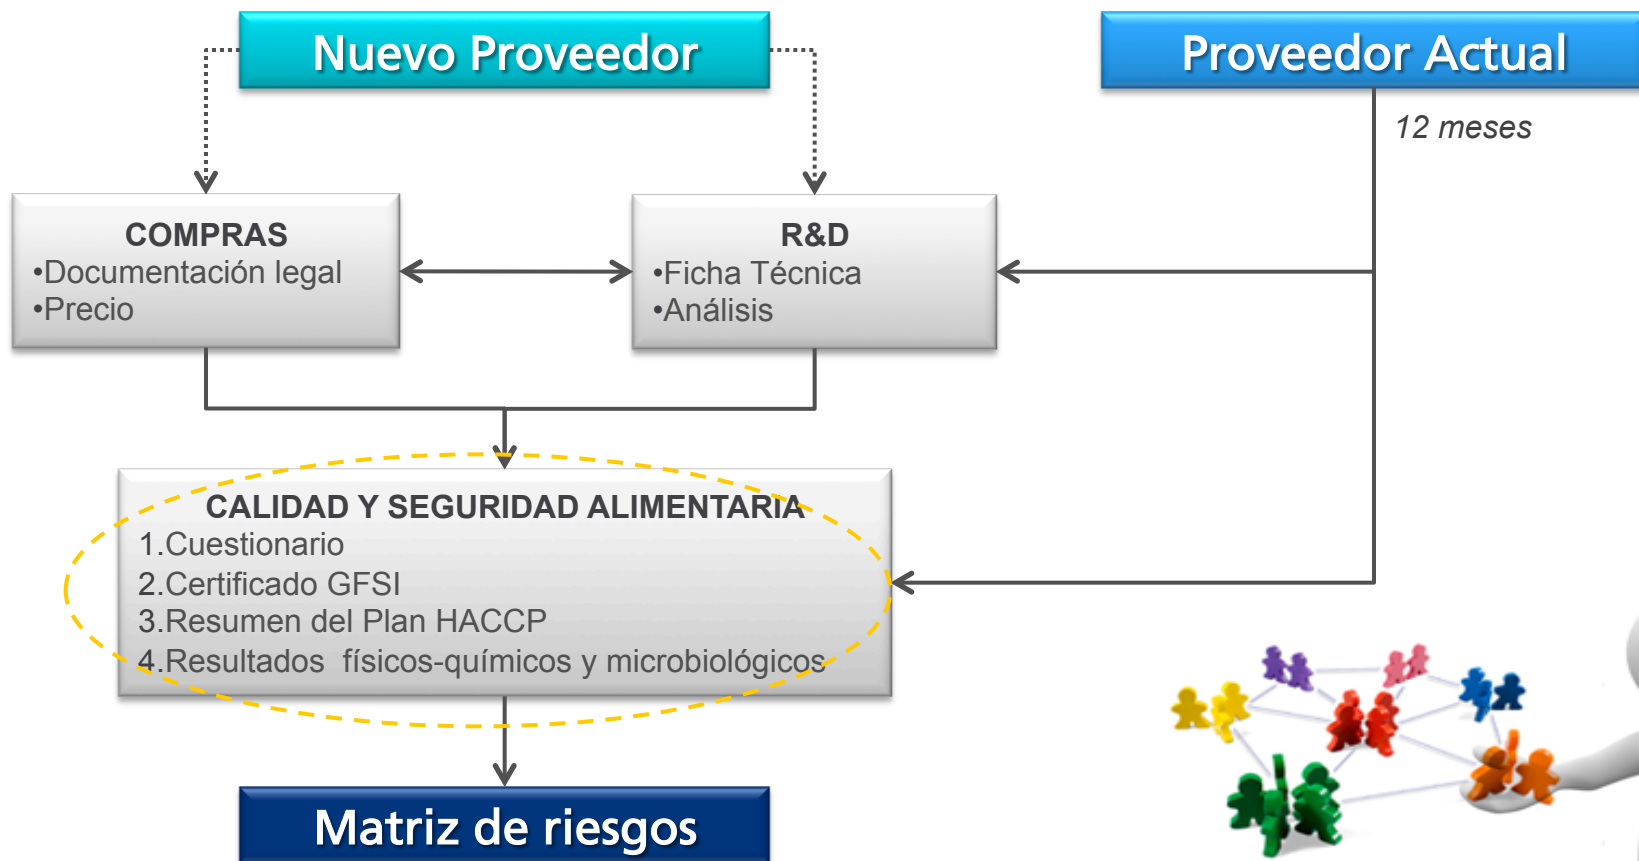 Nuevo Proveedor
Proveedor Actual
12 meses
COMPRAS
•Documentación legal
•Precio
R&D
•Ficha Técnica
•Análisis
CALIDAD Y SEGURIDAD ALIMENTARIA
1.Cuestionario
2.Certificado GFSI
3.Resumen del Plan HACCP
4.Resultados  físicos-químicos y microbiológicos
Matriz de riesgos